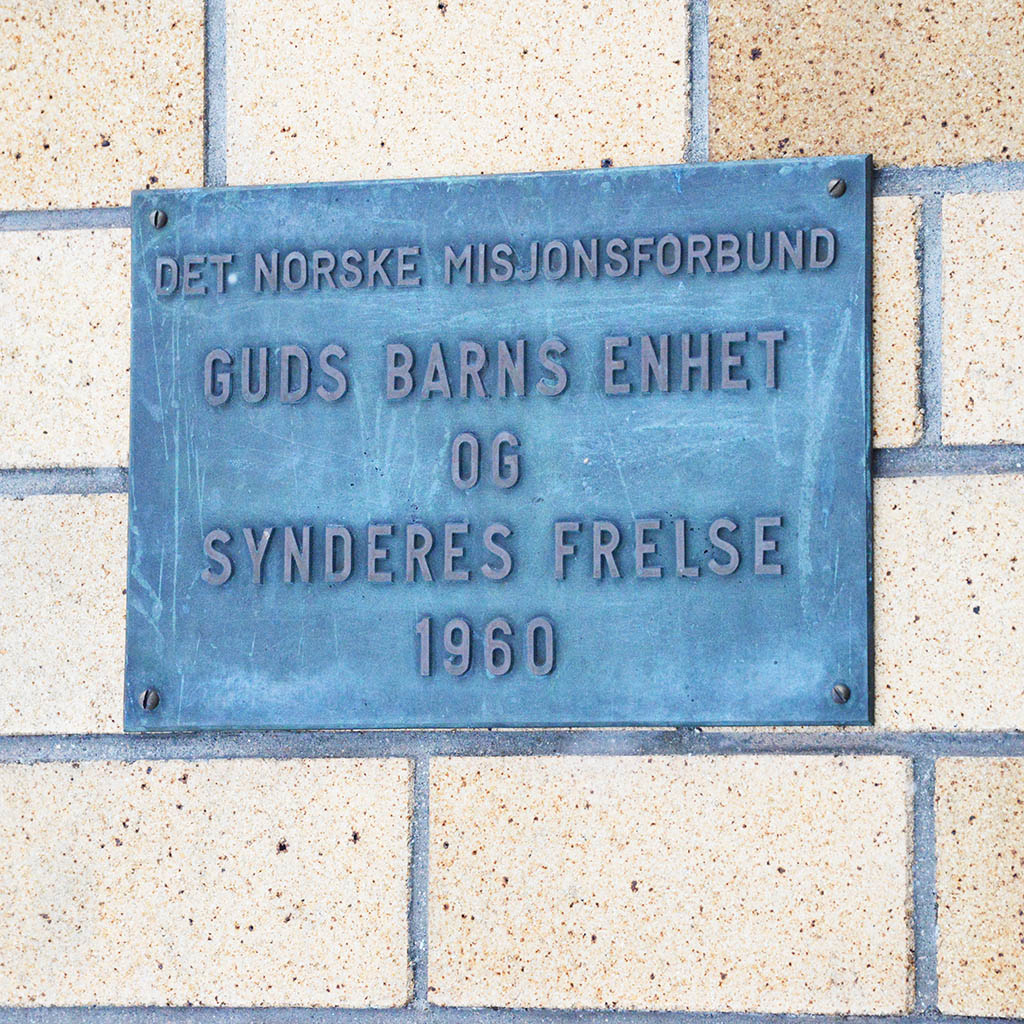 DET NORSKE MISJONSFORBUND
GUDS BARNS ENHET
OG
SYNDERES FRELSE
1960